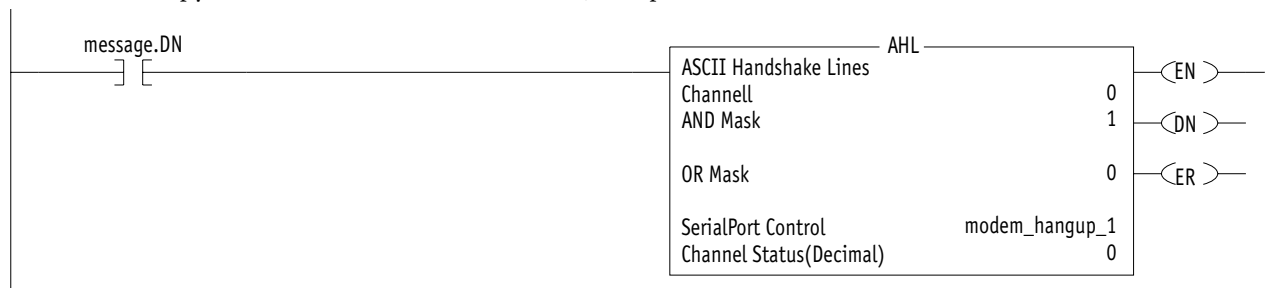 message.DN
AHL
ASCII Handshake Lines
Channell 0
AND Mask 1
OR Mask 0
SerialPort Control modem_hangup_1
Channel Status(Decimal) 0
EN
DN
ER